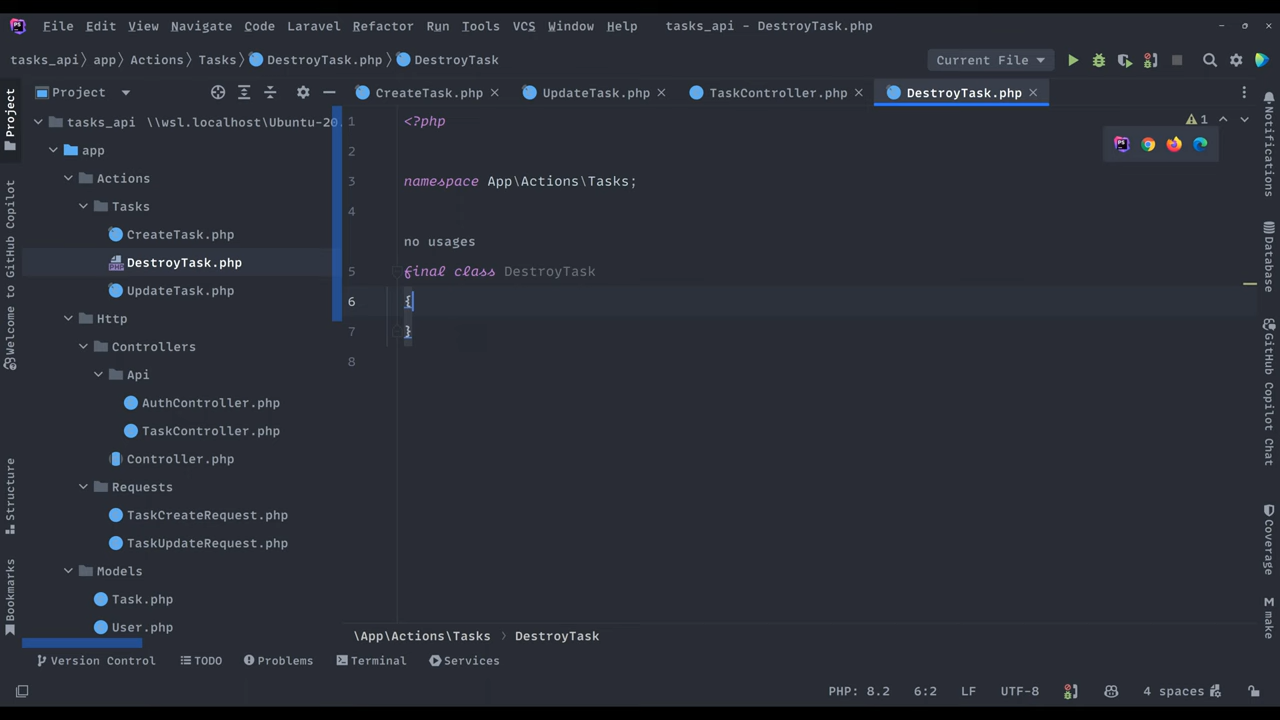 File Edit View Navigate Code Laravel Refactor Run Tools VCS Window Help tasks_api - DestroyTask.php
tasks_api app Actions Tasks DestroyTask.php DestroyTask Current File
Project
CreateTask.php UpdateTask.php TaskController.php DestroyTask.php
tasks_api \\wsl.localhost\Ubuntu-20.
app
Actions
Tasks
CreateTask.php
DestroyTask.php
UpdateTask.php
Http
Controllers
Api
AuthController.php
TaskController.php
Controller.php
Requests
TaskCreateRequest.php
TaskUpdateRequest.php
Models
Task.php
User.php
1 <?php
2
3 namespace App\Actions\Tasks;
4
no usages
5 final class DestroyTask
6 {
7 }
8
1
\App\Actions\Tasks > DestroyTask
Project
Welcome to GitHub Copilot
Structure
Bookmarks
Notifications
Database
GitHub Copilot Chat
Coverage
make
Version Control TODO Problems Terminal Services
PHP: 8.2 6:2 LF UTF-8 4 spaces